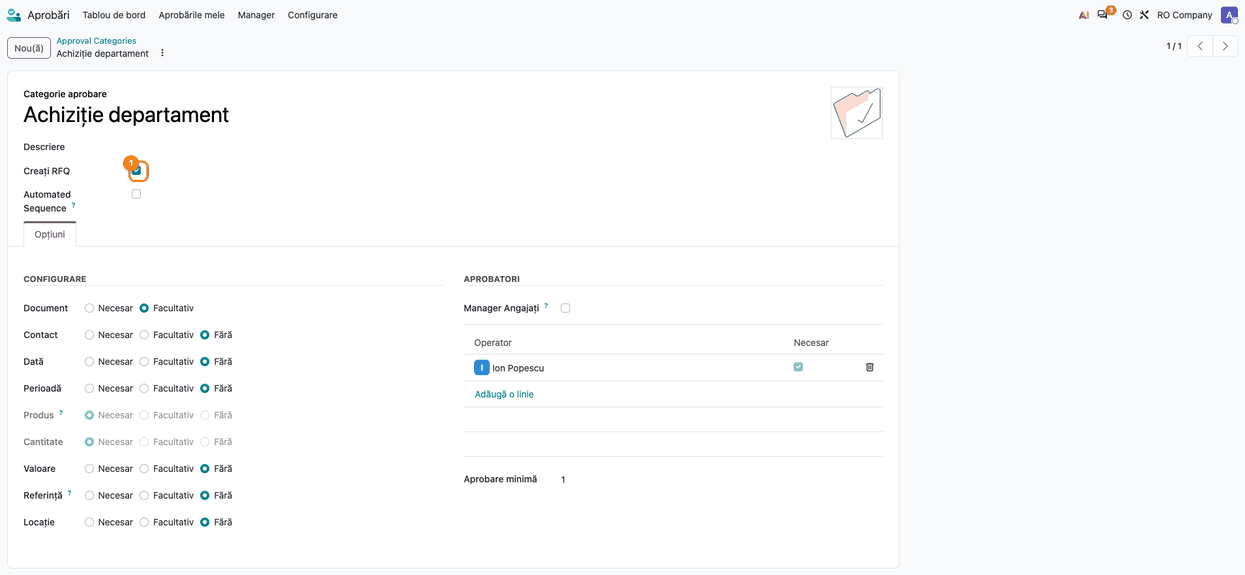 Aprobări Tablou de bord Aprobările mele Manager Configurare AI 3 RO Company A
Nou(ă) Approval Categories
Achiziție departament
1 / 1
Categorie aprobare
Achiziție departament
Descriere
Creați RFQ 1
Automated
Sequence ?
Opțiuni
CONFIGURARE
Document Necesar Facultativ
Contact Necesar Facultativ Fără
Dată Necesar Facultativ Fără
Perioadă Necesar Facultativ Fără
Produs ? Necesar Facultativ Fără
Cantitate Necesar Facultativ Fără
Valoare Necesar Facultativ Fără
Referință ? Necesar Facultativ Fără
Locație Necesar Facultativ Fără
APROBATORI
Manager Angajați ?
Operator Necesar
I Ion Popescu
Adăugă o linie
Aprobare minimă 1